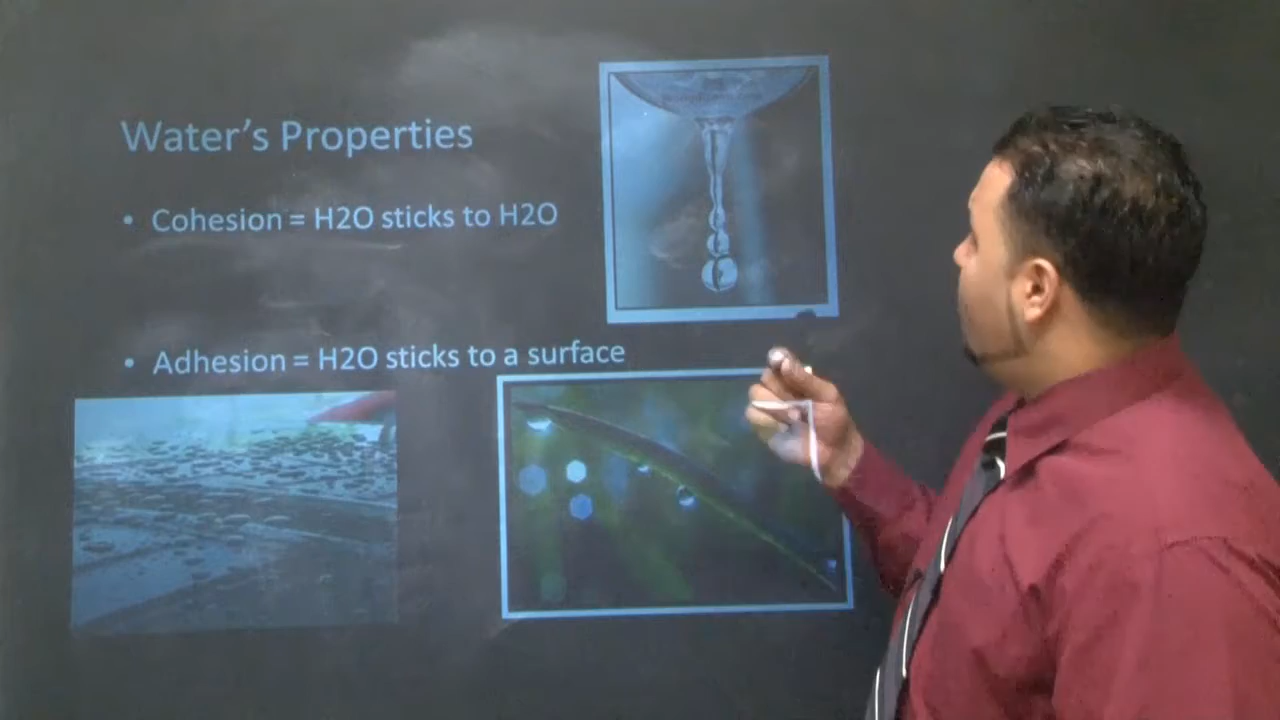 Water's Properties
• Cohesion = H2O sticks to H2O
• Adhesion = H2O sticks to a surface